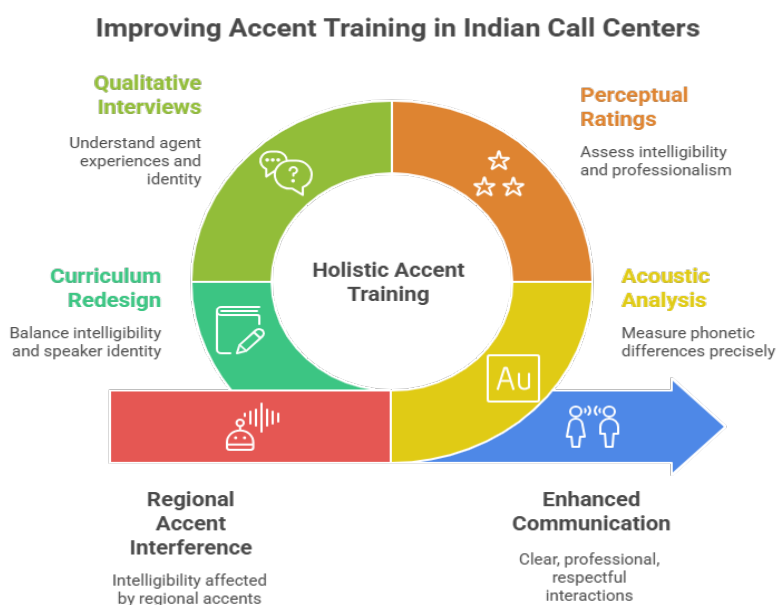 Improving Accent Training in Indian Call Centers
Qualitative
Interviews
Understand agent
experiences and
identity
?
Perceptual
Ratings
Assess intelligibility
and professionalism
Curriculum
Redesign
Balance intelligibility
and speaker identity
Holistic Accent
Training
Acoustic
Analysis
Measure phonetic
differences precisely
Au
Regional
Accent
Interference
Intelligibility affected
by regional accents
Enhanced
Communication
Clear, professional,
respectful
interactions